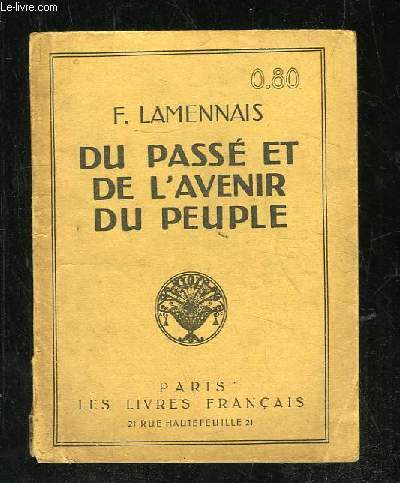 Le-livre.com
0.80
F. LAMENNAIS
DU PASSÉ ET
DE L'AVENIR
DU PEUPLE
PARIS
LES LIVRES FRANÇAIS
21 RUE HAUTEFEUILLE 21